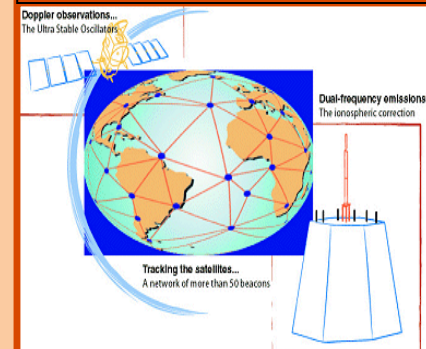 Doppler observations...
The Ultra Stable Oscillators
Dual-frequency emissions
The ionospheric correction
Tracking the satellites...
A network of more than 50 beacons